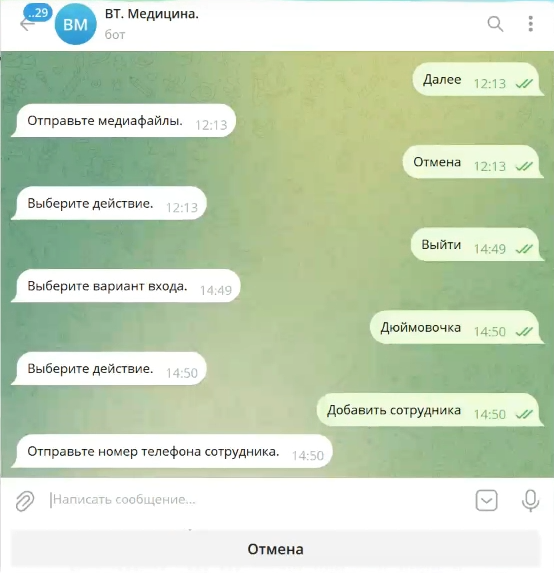 ..29
ВМ
ВТ. Медицина.
бот
Далее 12:13
Отправьте медиафайлы. 12:13
Отмена 12:13
Выберите действие. 12:13
Выйти 14:49
Выберите вариант входа. 14:49
Дюймовочка 14:50
Выберите действие. 14:50
Добавить сотрудника 14:50
Отправьте номер телефона сотрудника. 14:50
Написать сообщение...
Отмена